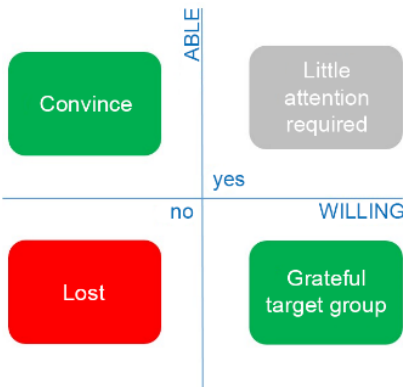 ABLE
Convince
Little
attention
required
yes
no
WILLING
Lost
Grateful
target group